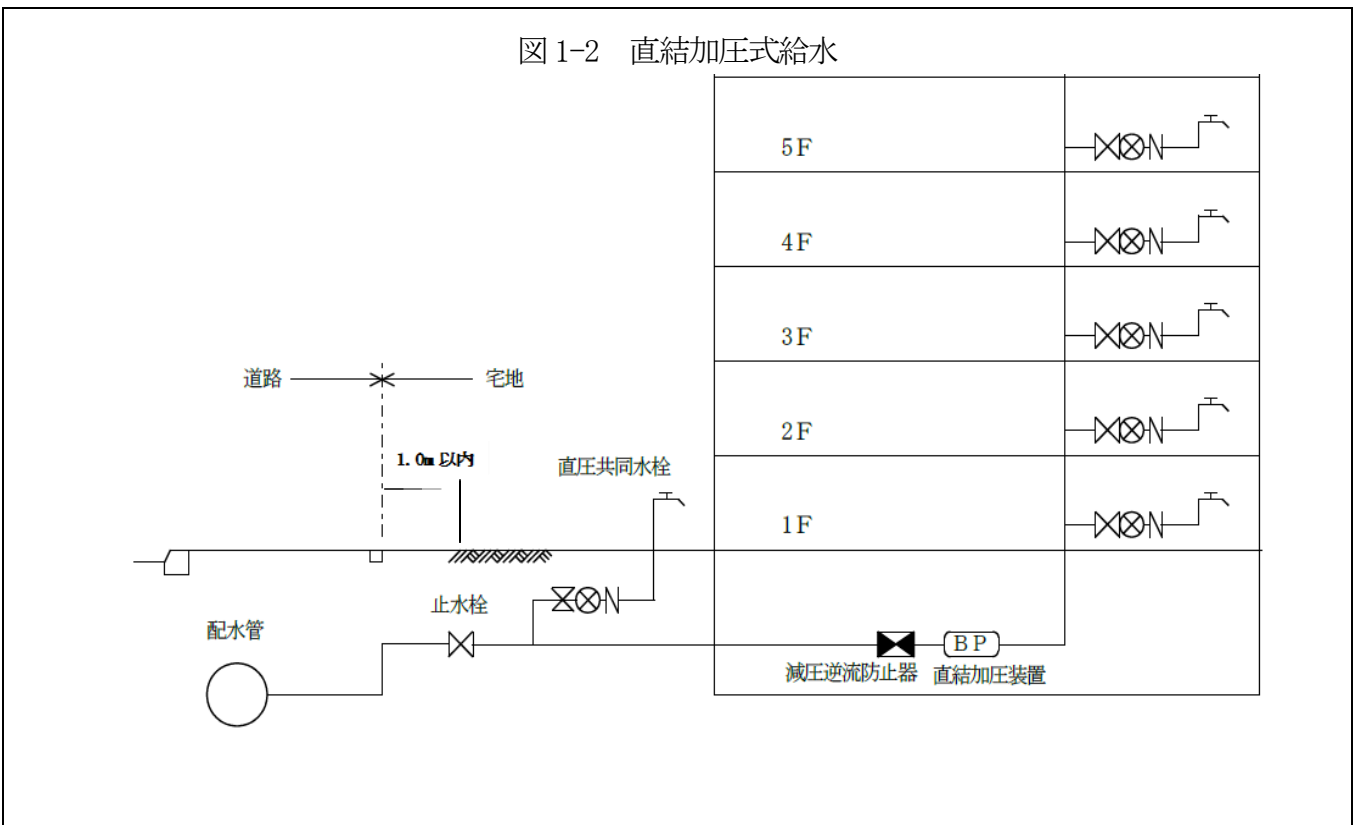 図 1-2 直結加圧式給水
5F
4F
3F
道路
宅地
2F
1.0m 以内
直圧共同水栓
1F
止水栓
配水管
BP
減圧逆流防止器
直結加圧装置